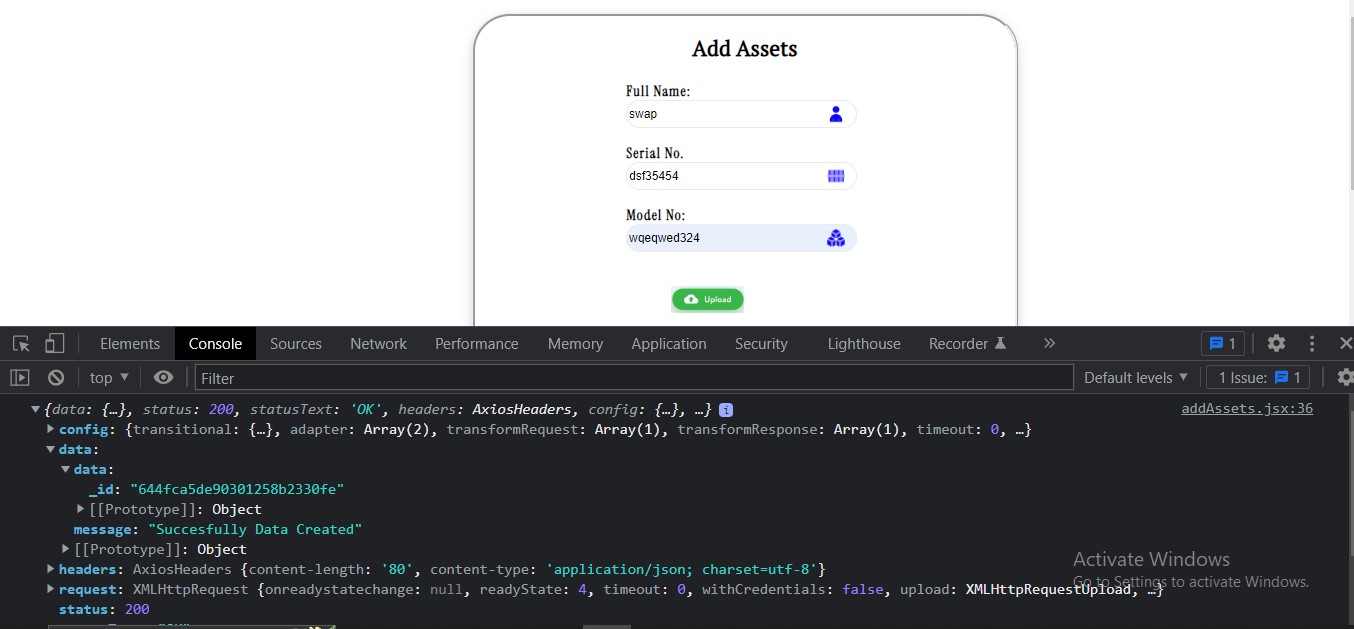 Add Assets
Full Name:
swap
Serial No.
dsf35454
Model No:
wqeqwed324
Upload
Elements Console Sources Network Performance Memory Application Security Lighthouse Recorder » 1
top ▼ Filter Default levels ▼ 1 Issue: 1
▼{data: {…}, status: 200, statusText: 'OK', headers: AxiosHeaders, config: {…}, …} i addAssets.jsx:36
▶config: {transitional: {…}, adapter: Array(2), transformRequest: Array(1), transformResponse: Array(1), timeout: 0, …}
▼data:
▼data:
_id: "644fca5de90301258b2330fe"
▶[[Prototype]]: Object
message: "Succesfully Data Created"
▶[[Prototype]]: Object
▶headers: AxiosHeaders {content-length: '80', content-type: 'application/json; charset=utf-8'}
▶request: XMLHttpRequest {onreadystatechange: null, readyState: 4, timeout: 0, withCredentials: false, upload: XMLHttpRequestUpload, …}
status: 200
Activate Windows
Go to Settings to activate Windows.